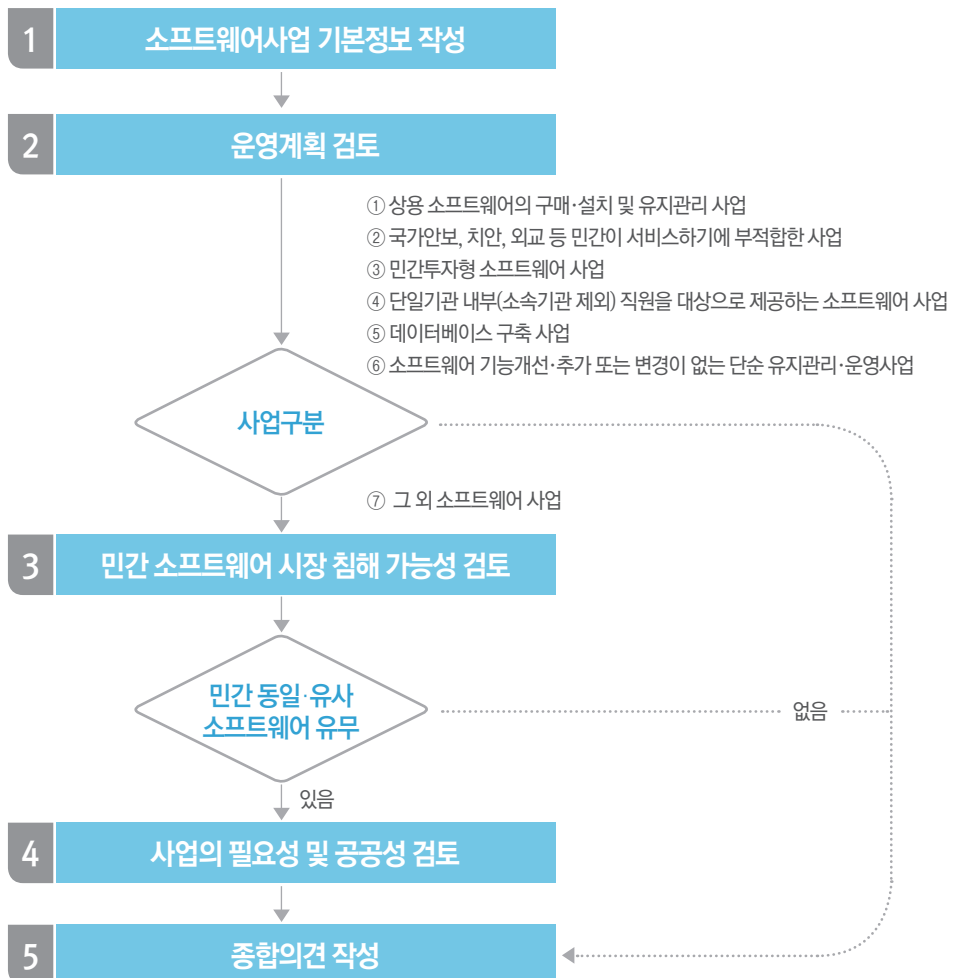 1
소프트웨어사업 기본정보 작성
2
운영계획 검토
① 상용 소프트웨어의 구매·설치 및 유지관리 사업
② 국가안보, 치안, 외교 등 민간이 서비스하기에 부적합한 사업
③ 민간투자형 소프트웨어 사업
④ 단일기관 내부(소속기관 제외) 직원을 대상으로 제공하는 소프트웨어 사업
⑤ 데이터베이스 구축 사업
⑥ 소프트웨어 기능개선·추가 또는 변경이 없는 단순 유지관리·운영사업
사업구분
⑦ 그 외 소프트웨어 사업
3
민간 소프트웨어 시장 침해 가능성 검토
민간 동일·유사
소프트웨어 유무
없음
있음
4
사업의 필요성 및 공공성 검토
5
종합의견 작성